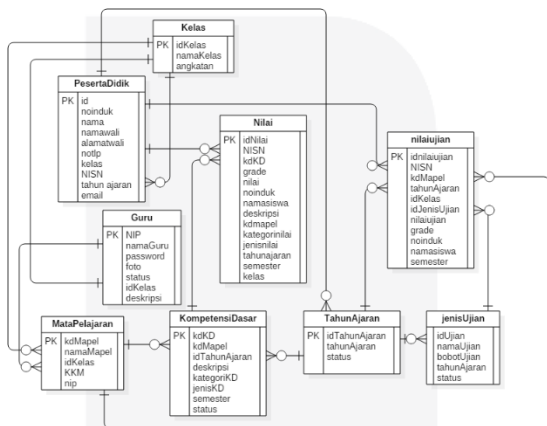 Kelas
PK idKelas
namaKelas
angkatan
PesertaDidik
PK id
noinduk
nama
namawali
alamatwali
notlp
kelas
NISN
tahun ajaran
email
Nilai
PK idNilai
NISN
kdKD
grade
nilai
noinduk
namasiswa
deskripsi
kdmapel
kategorinilai
jenisnilai
tahunajaran
semester
kelas
nilaiujian
PK idnilaiujian
NISN
kdMapel
tahunAjaran
idKelas
idJenisUjian
nilaiujian
grade
noinduk
namasiswa
semester
Guru
PK NIP
namaGuru
password
foto
status
idKelas
deskripsi
MataPelajaran
PK kdMapel
namaMapel
idKelas
KKM
nip
KompetensiDasar
PK kdKD
kdMapel
idTahunAjaran
deskripsi
kategoriKD
jenisKD
semester
status
TahunAjaran
PK idTahunAjaran
tahunAjaran
status
jenisUjian
idUjian
namaUjian
bobotUjian
tahunAjaran
status